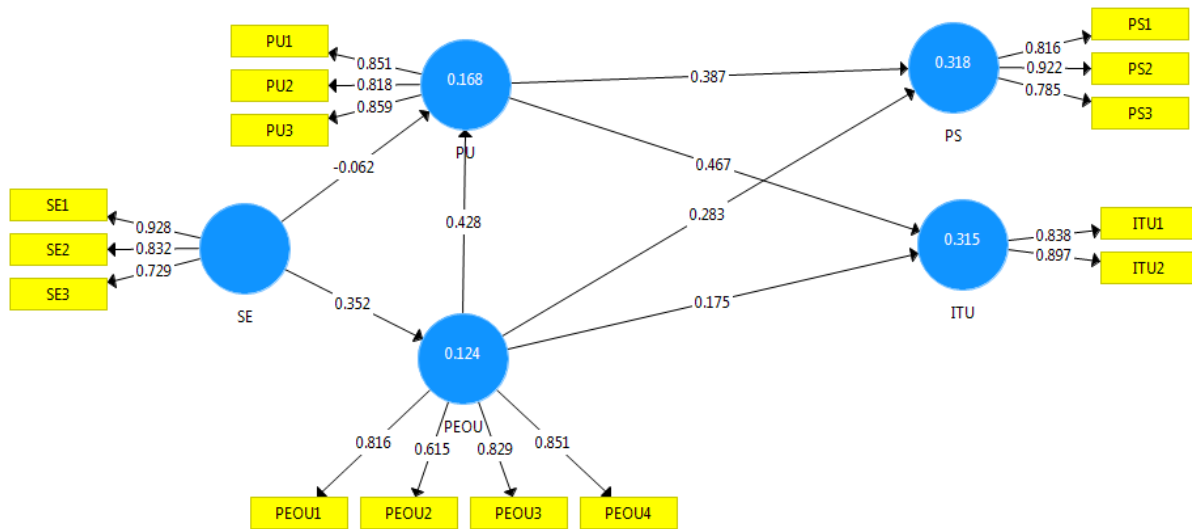 PU1
PU2
PU3
0.851
0.818
0.859
0.168
PU
0.387
0.318
PS
0.816
0.922
0.785
PS1
PS2
PS3
-0.062
0.428
0.467
0.283
SE1
SE2
SE3
0.928
0.832
0.729
SE
0.352
0.175
0.315
ITU
0.838
0.897
ITU1
ITU2
0.124
PEOU
0.816
0.615
0.829
0.851
PEOU1
PEOU2
PEOU3
PEOU4